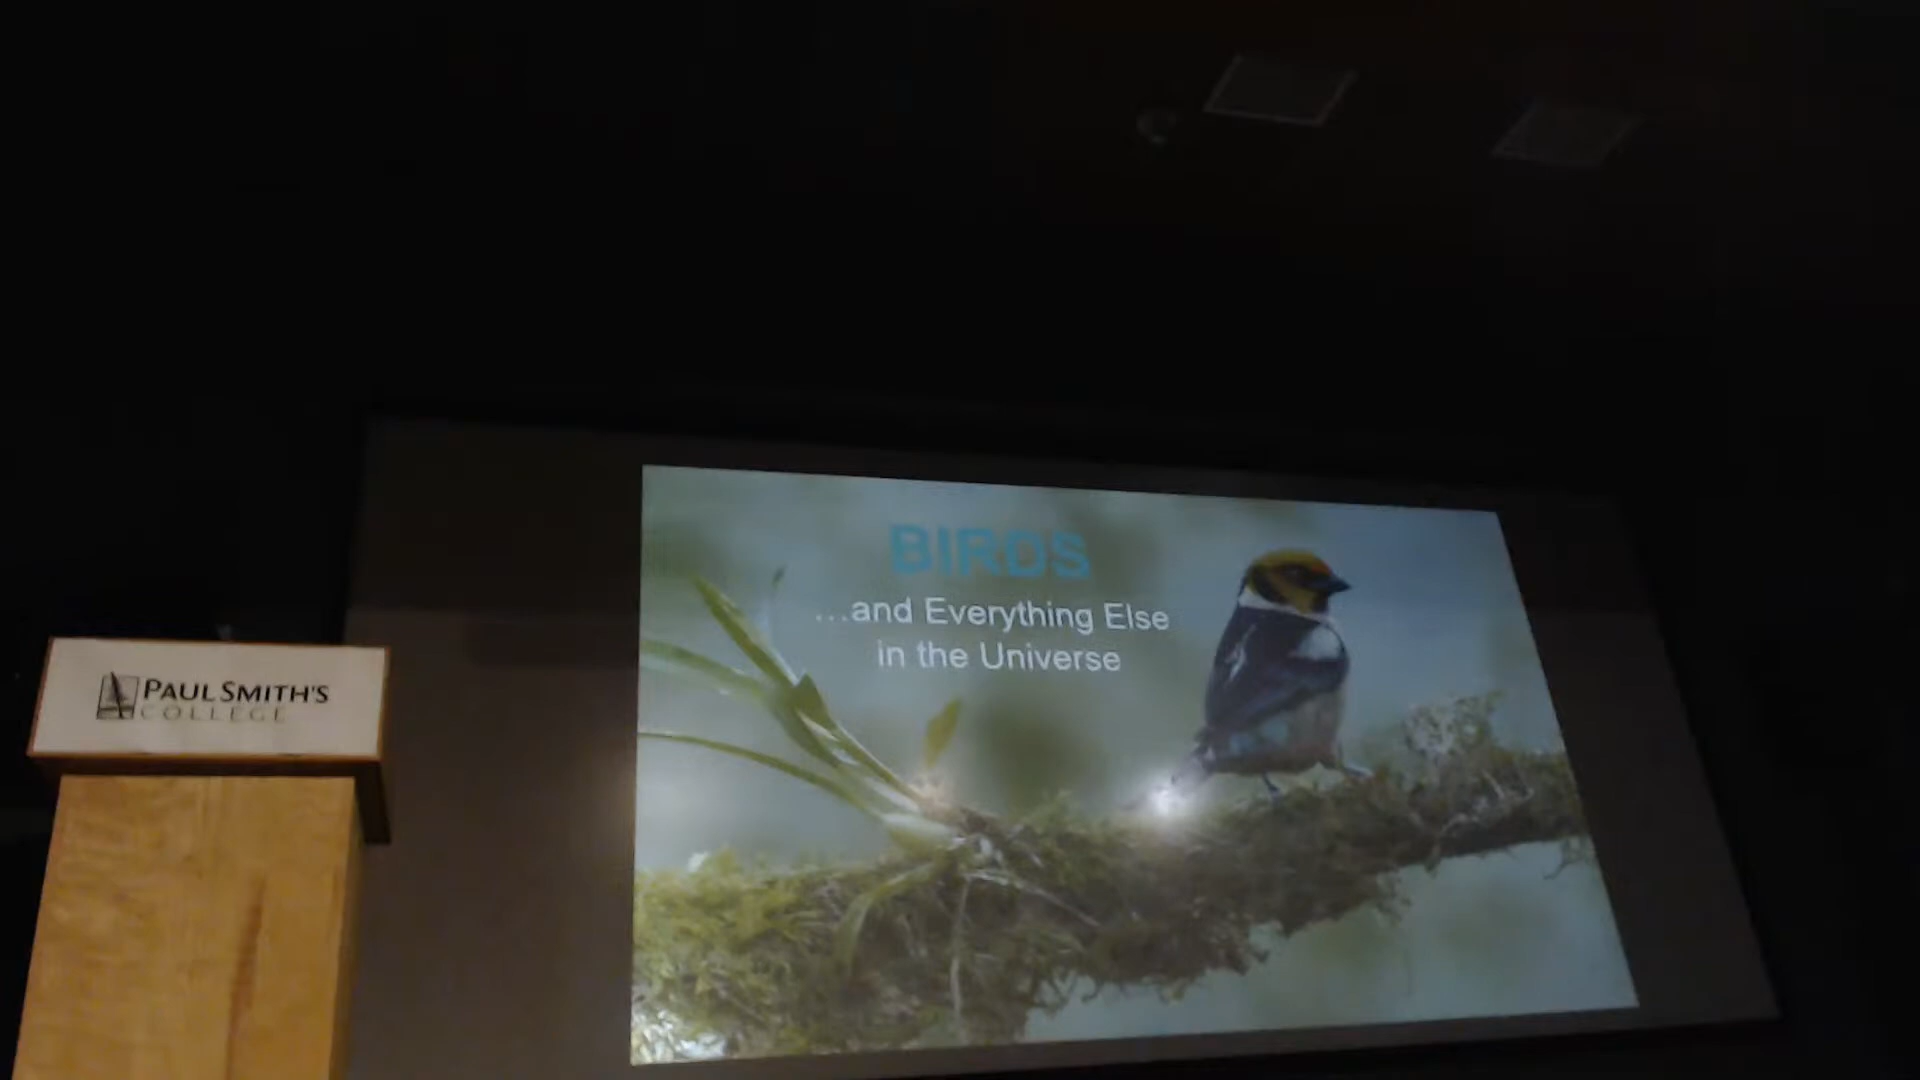 PAUL SMITH'S
COLLEGE
BIRDS
...and Everything Else
in the Universe